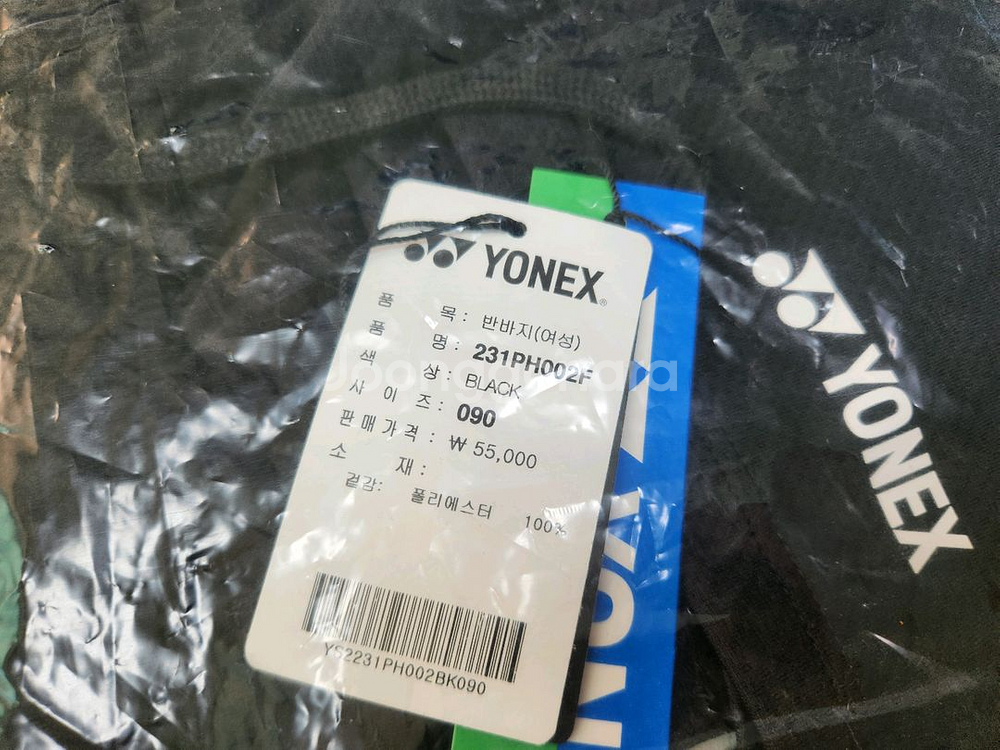 YONEX®
품 목 : 반바지(여성)
품 명 : 231PH002F
색 상 : BLACK
사 이 즈 : 090
판매가격 : ₩ 55,000
소 재 :
겉감: 폴리에스터 100%
YS2231PH002BK090
YONEX
Joonggonara